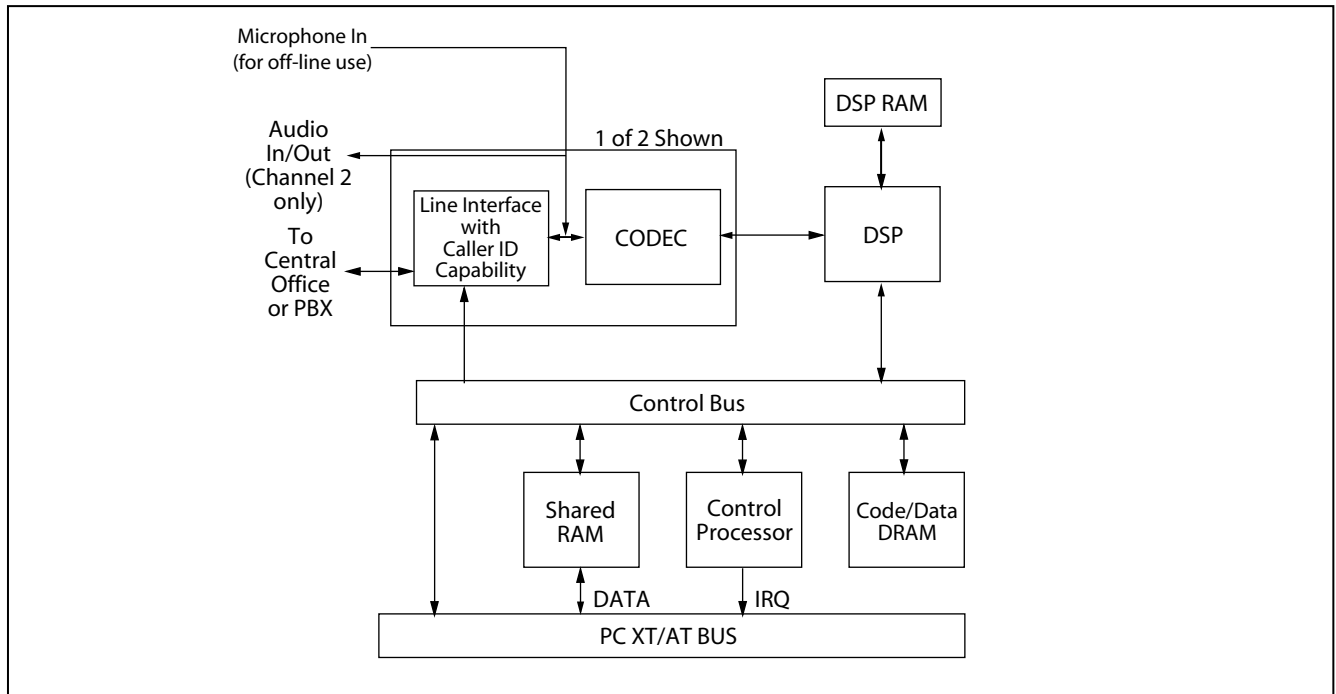 Microphone In
(for off-line use)
DSP RAM
Audio
In/Out
(Channel 2
only)
1 of 2 Shown
Line Interface
with
Caller ID
Capability
CODEC
DSP
To
Central
Office
or PBX
Control Bus
Shared
RAM
Control
Processor
Code/Data
DRAM
DATA
IRQ
PC XT/AT BUS